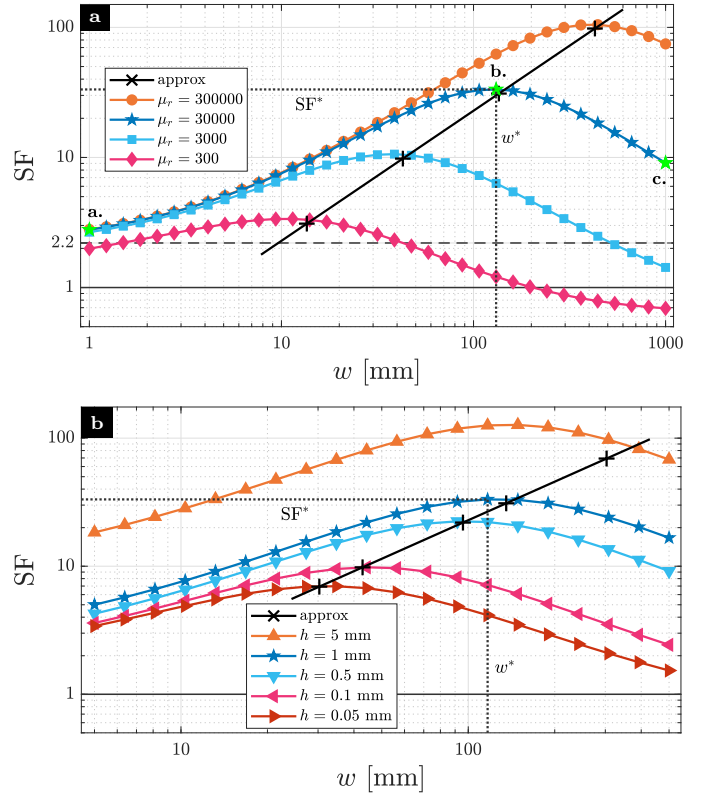 a
100
10
2.2
1
SF
approx
μr = 300000
μr = 30000
μr = 3000
μr = 300
a.
b.
c.
SF*
w*
1
10
100
1000
w [mm]
b
100
10
1
SF
SF*
w*
approx
h = 5 mm
h = 1 mm
h = 0.5 mm
h = 0.1 mm
h = 0.05 mm
10
100
w [mm]